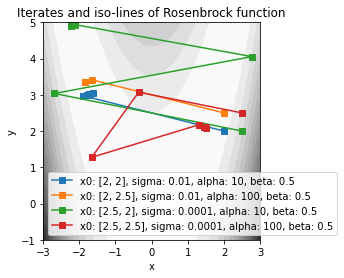 Iterates and iso-lines of Rosenbrock function
5
4
3
2
1
0
−1
y
x0: [2, 2], sigma: 0.01, alpha: 10, beta: 0.5
x0: [2, 2.5], sigma: 0.01, alpha: 100, beta: 0.5
x0: [2.5, 2], sigma: 0.0001, alpha: 10, beta: 0.5
x0: [2.5, 2.5], sigma: 0.0001, alpha: 100, beta: 0.5
−3 −2 −1 0 1 2 3
x